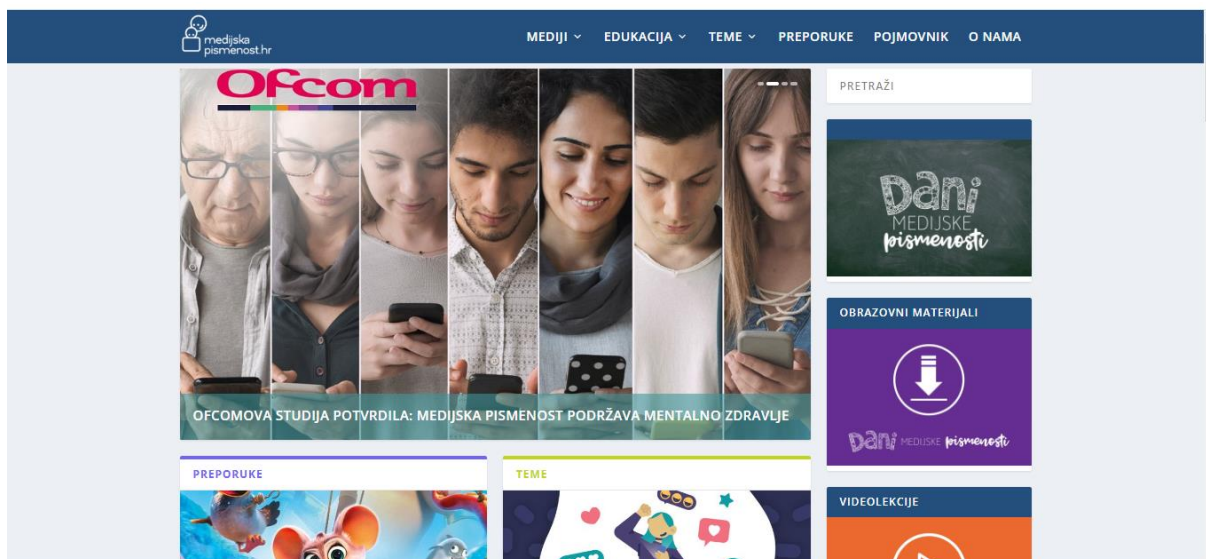 medijska
pismenost.hr
MEDIJI EDUKACIJA TEME PREPORUKE POJMOVNIK O NAMA
Ofcom
OFCOMOVA STUDIJA POTVRDILA: MEDIJSKA PISMENOST PODRŽAVA MENTALNO ZDRAVLJE
PRETRAŽI
Dani
MEDIJSKE
pismenosti
OBRAZOVNI MATERIJALI
Dani MEDIJSKE pismenosti
PREPORUKE
TEME
VIDEOLEKCIJE